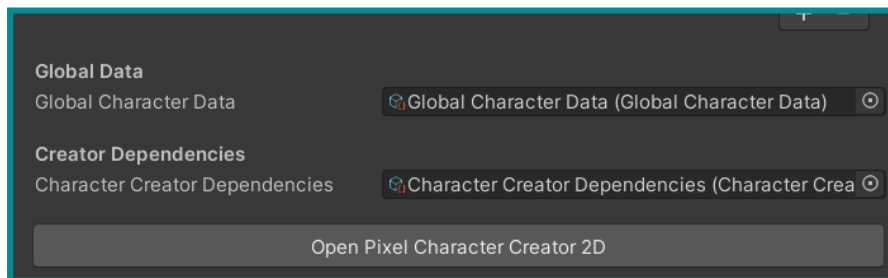 Global Data
Global Character Data Global Character Data (Global Character Data)
Creator Dependencies
Character Creator Dependencies Character Creator Dependencies (Character Crea
Open Pixel Character Creator 2D